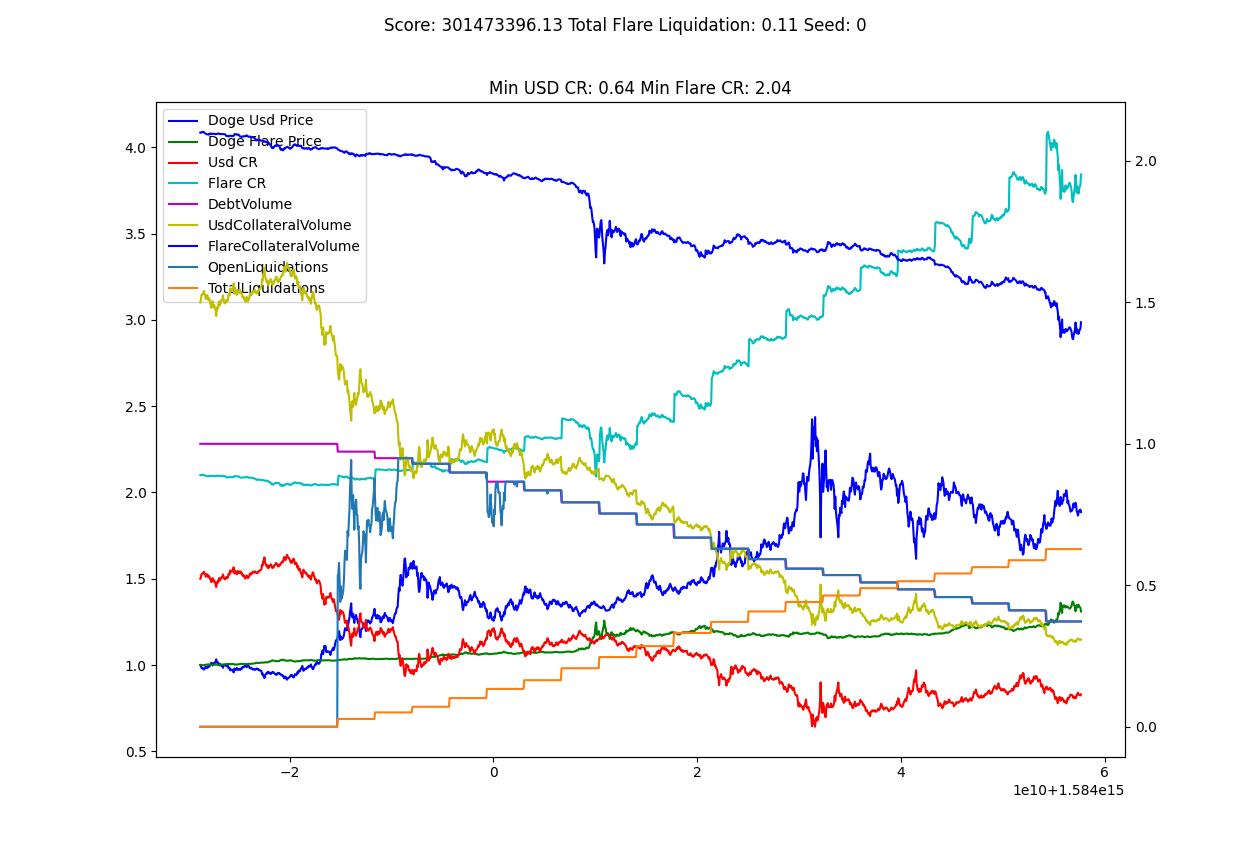 Score: 301473396.13 Total Flare Liquidation: 0.11 Seed: 0
Min USD CR: 0.64 Min Flare CR: 2.04
Doge Usd Price
Doge Flare Price
Usd CR
Flare CR
DebtVolume
UsdCollateralVolume
FlareCollateralVolume
OpenLiquidations
TotalLiquidations
4.0
3.5
3.0
2.5
2.0
1.5
1.0
0.5
2.0
1.5
1.0
0.5
0.0
−2
0
2
4
6
1e10+1.584e15